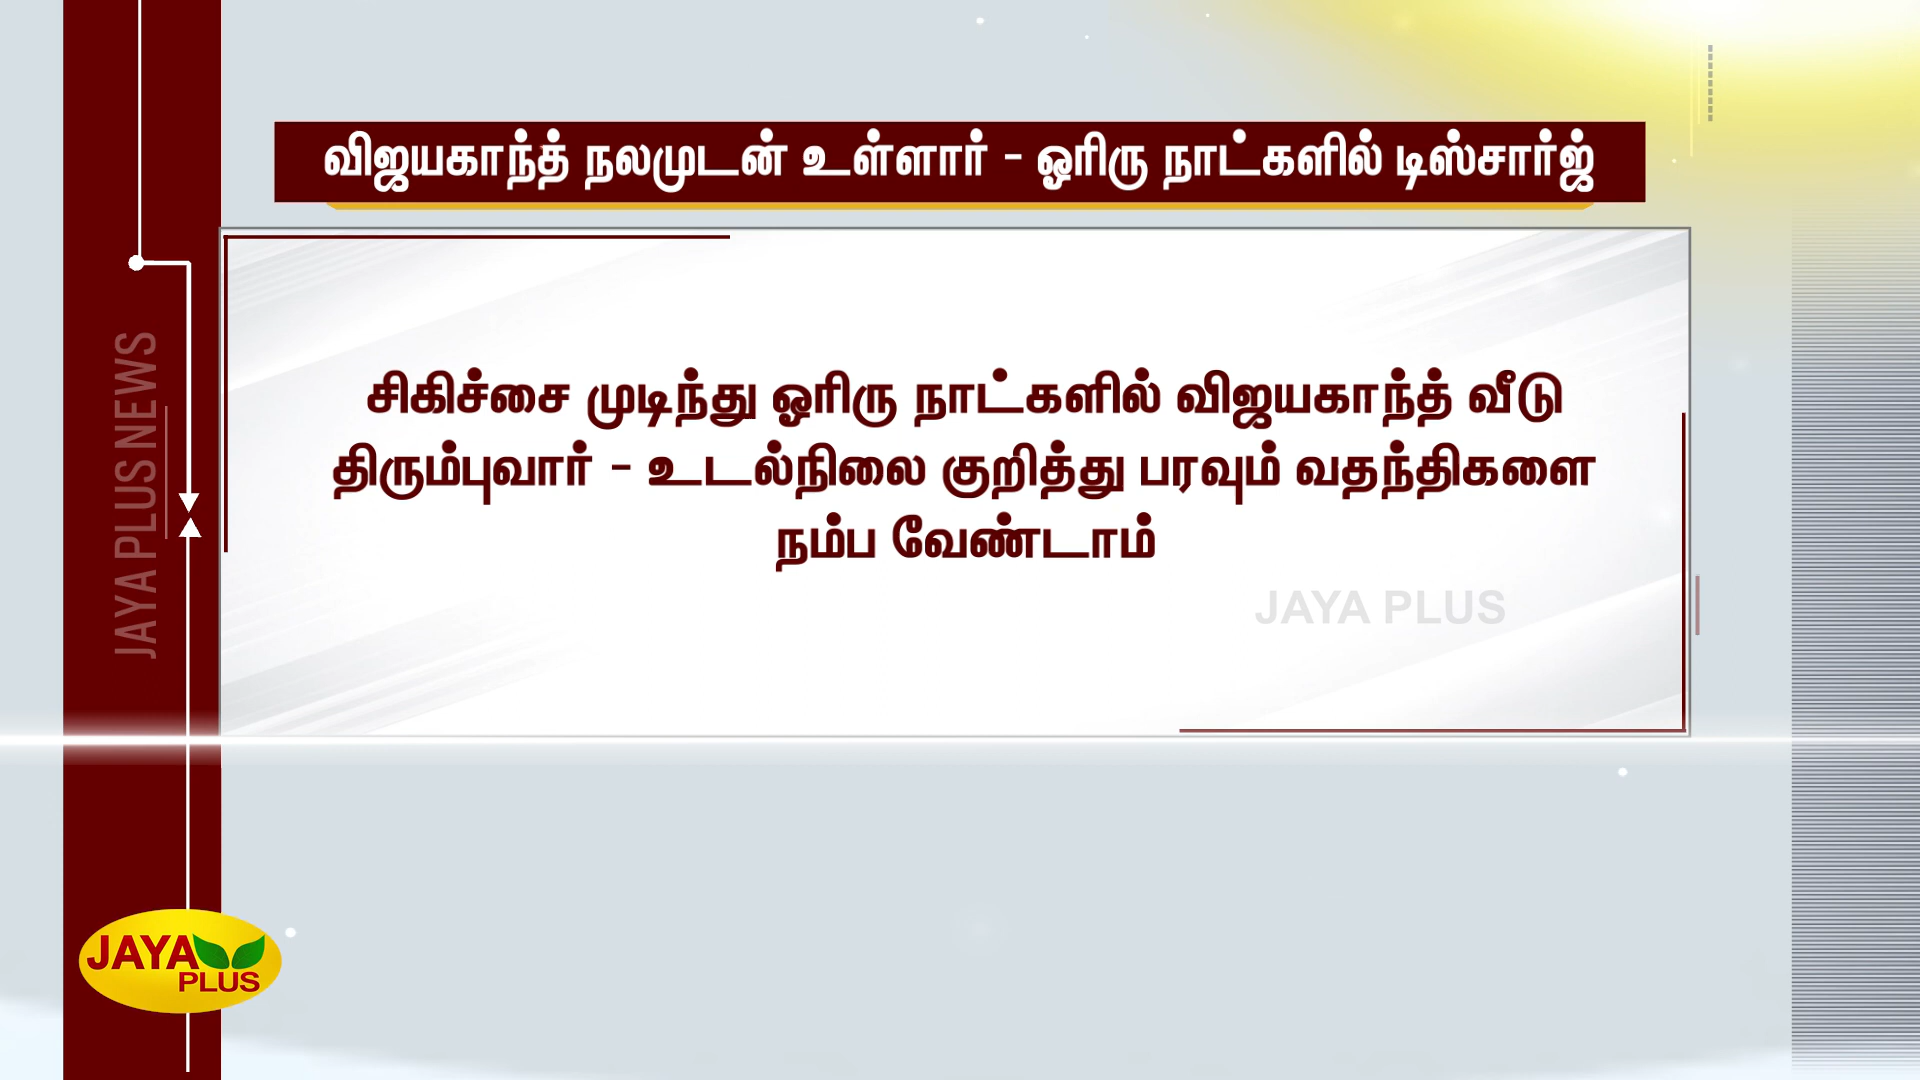 விஜயகாந்த் நலமுடன் உள்ளார் - ஓரிரு நாட்களில் டிஸ்சார்ஜ்
சிகிச்சை முடிந்து ஓரிரு நாட்களில் விஜயகாந்த் வீடு
திரும்புவார் - உடல்நிலை குறித்து பரவும் வதந்திகளை
நம்ப வேண்டாம்
JAYA PLUS
JAYA PLUS NEWS
JAYA
PLUS